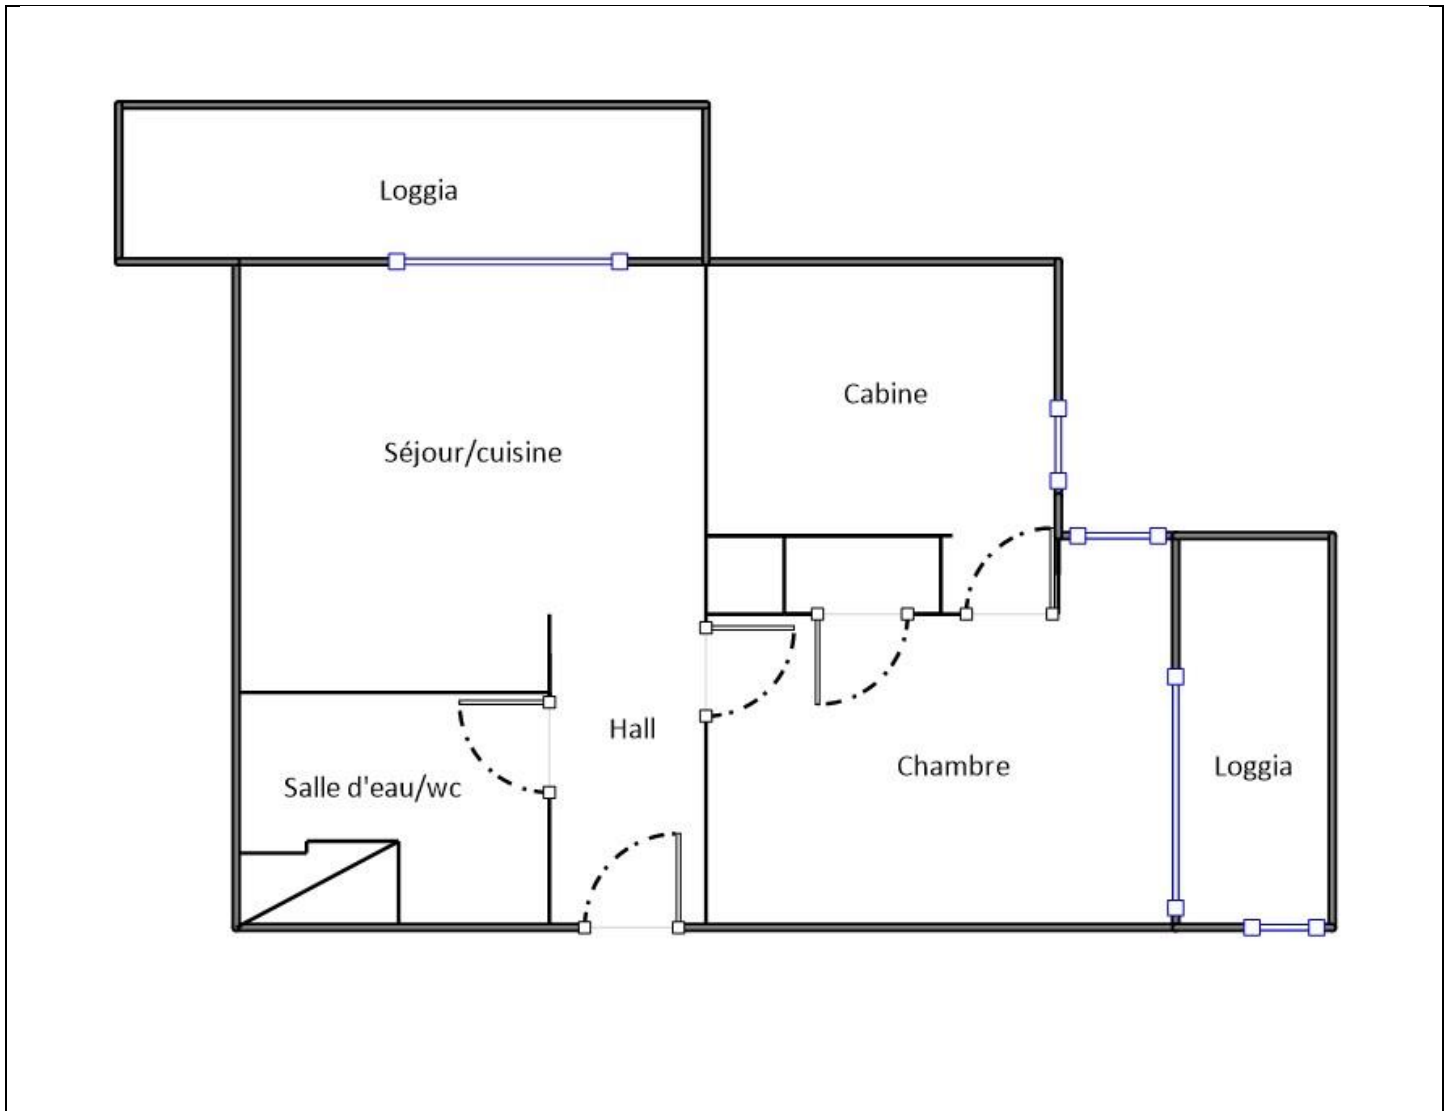 Loggia
Cabine
Séjour/cuisine
Hall
Chambre
Loggia
Salle d'eau/wc